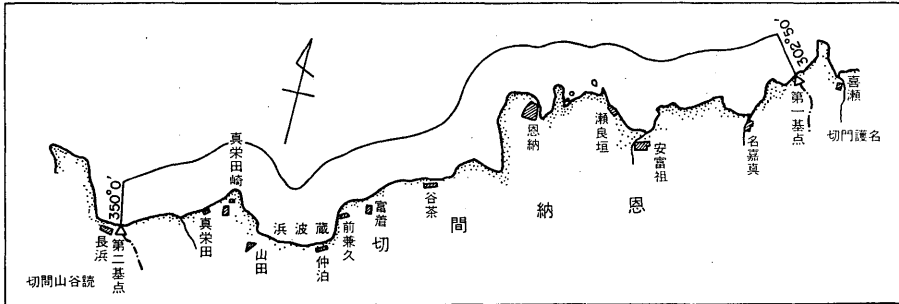 302°50′
喜瀬
第一基点
名護門切
名嘉真
安富祖
瀬良垣
恩納
恩納間切
谷茶
富着
前兼久
仲泊
蔵波浜
山田
真栄田崎
真栄田
350°0′
第二基点
長浜
読谷山間切